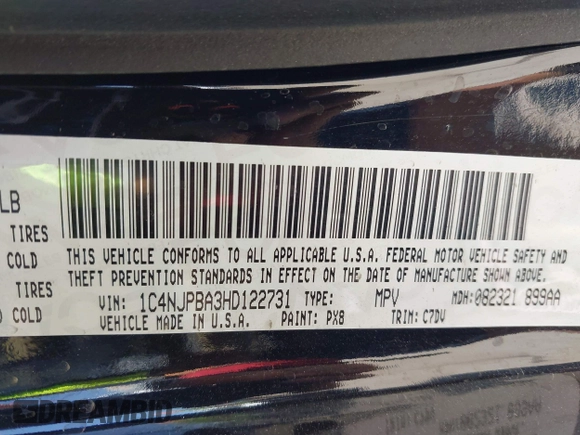 LB
TIRES
COLD
TIRES
COLD
THIS VEHICLE CONFORMS TO ALL APPLICABLE U.S.A. FEDERAL MOTOR VEHICLE SAFETY AND
THEFT PREVENTION STANDARDS IN EFFECT ON THE DATE OF MANUFACTURE SHOWN ABOVE.
VIN: 1C4NJPBA3HD122731 TYPE: MPV MDH: 082321 899AA
VEHICLE MADE IN U.S.A. PAINT: PX8 TRIM: C7DV
DREAMBID